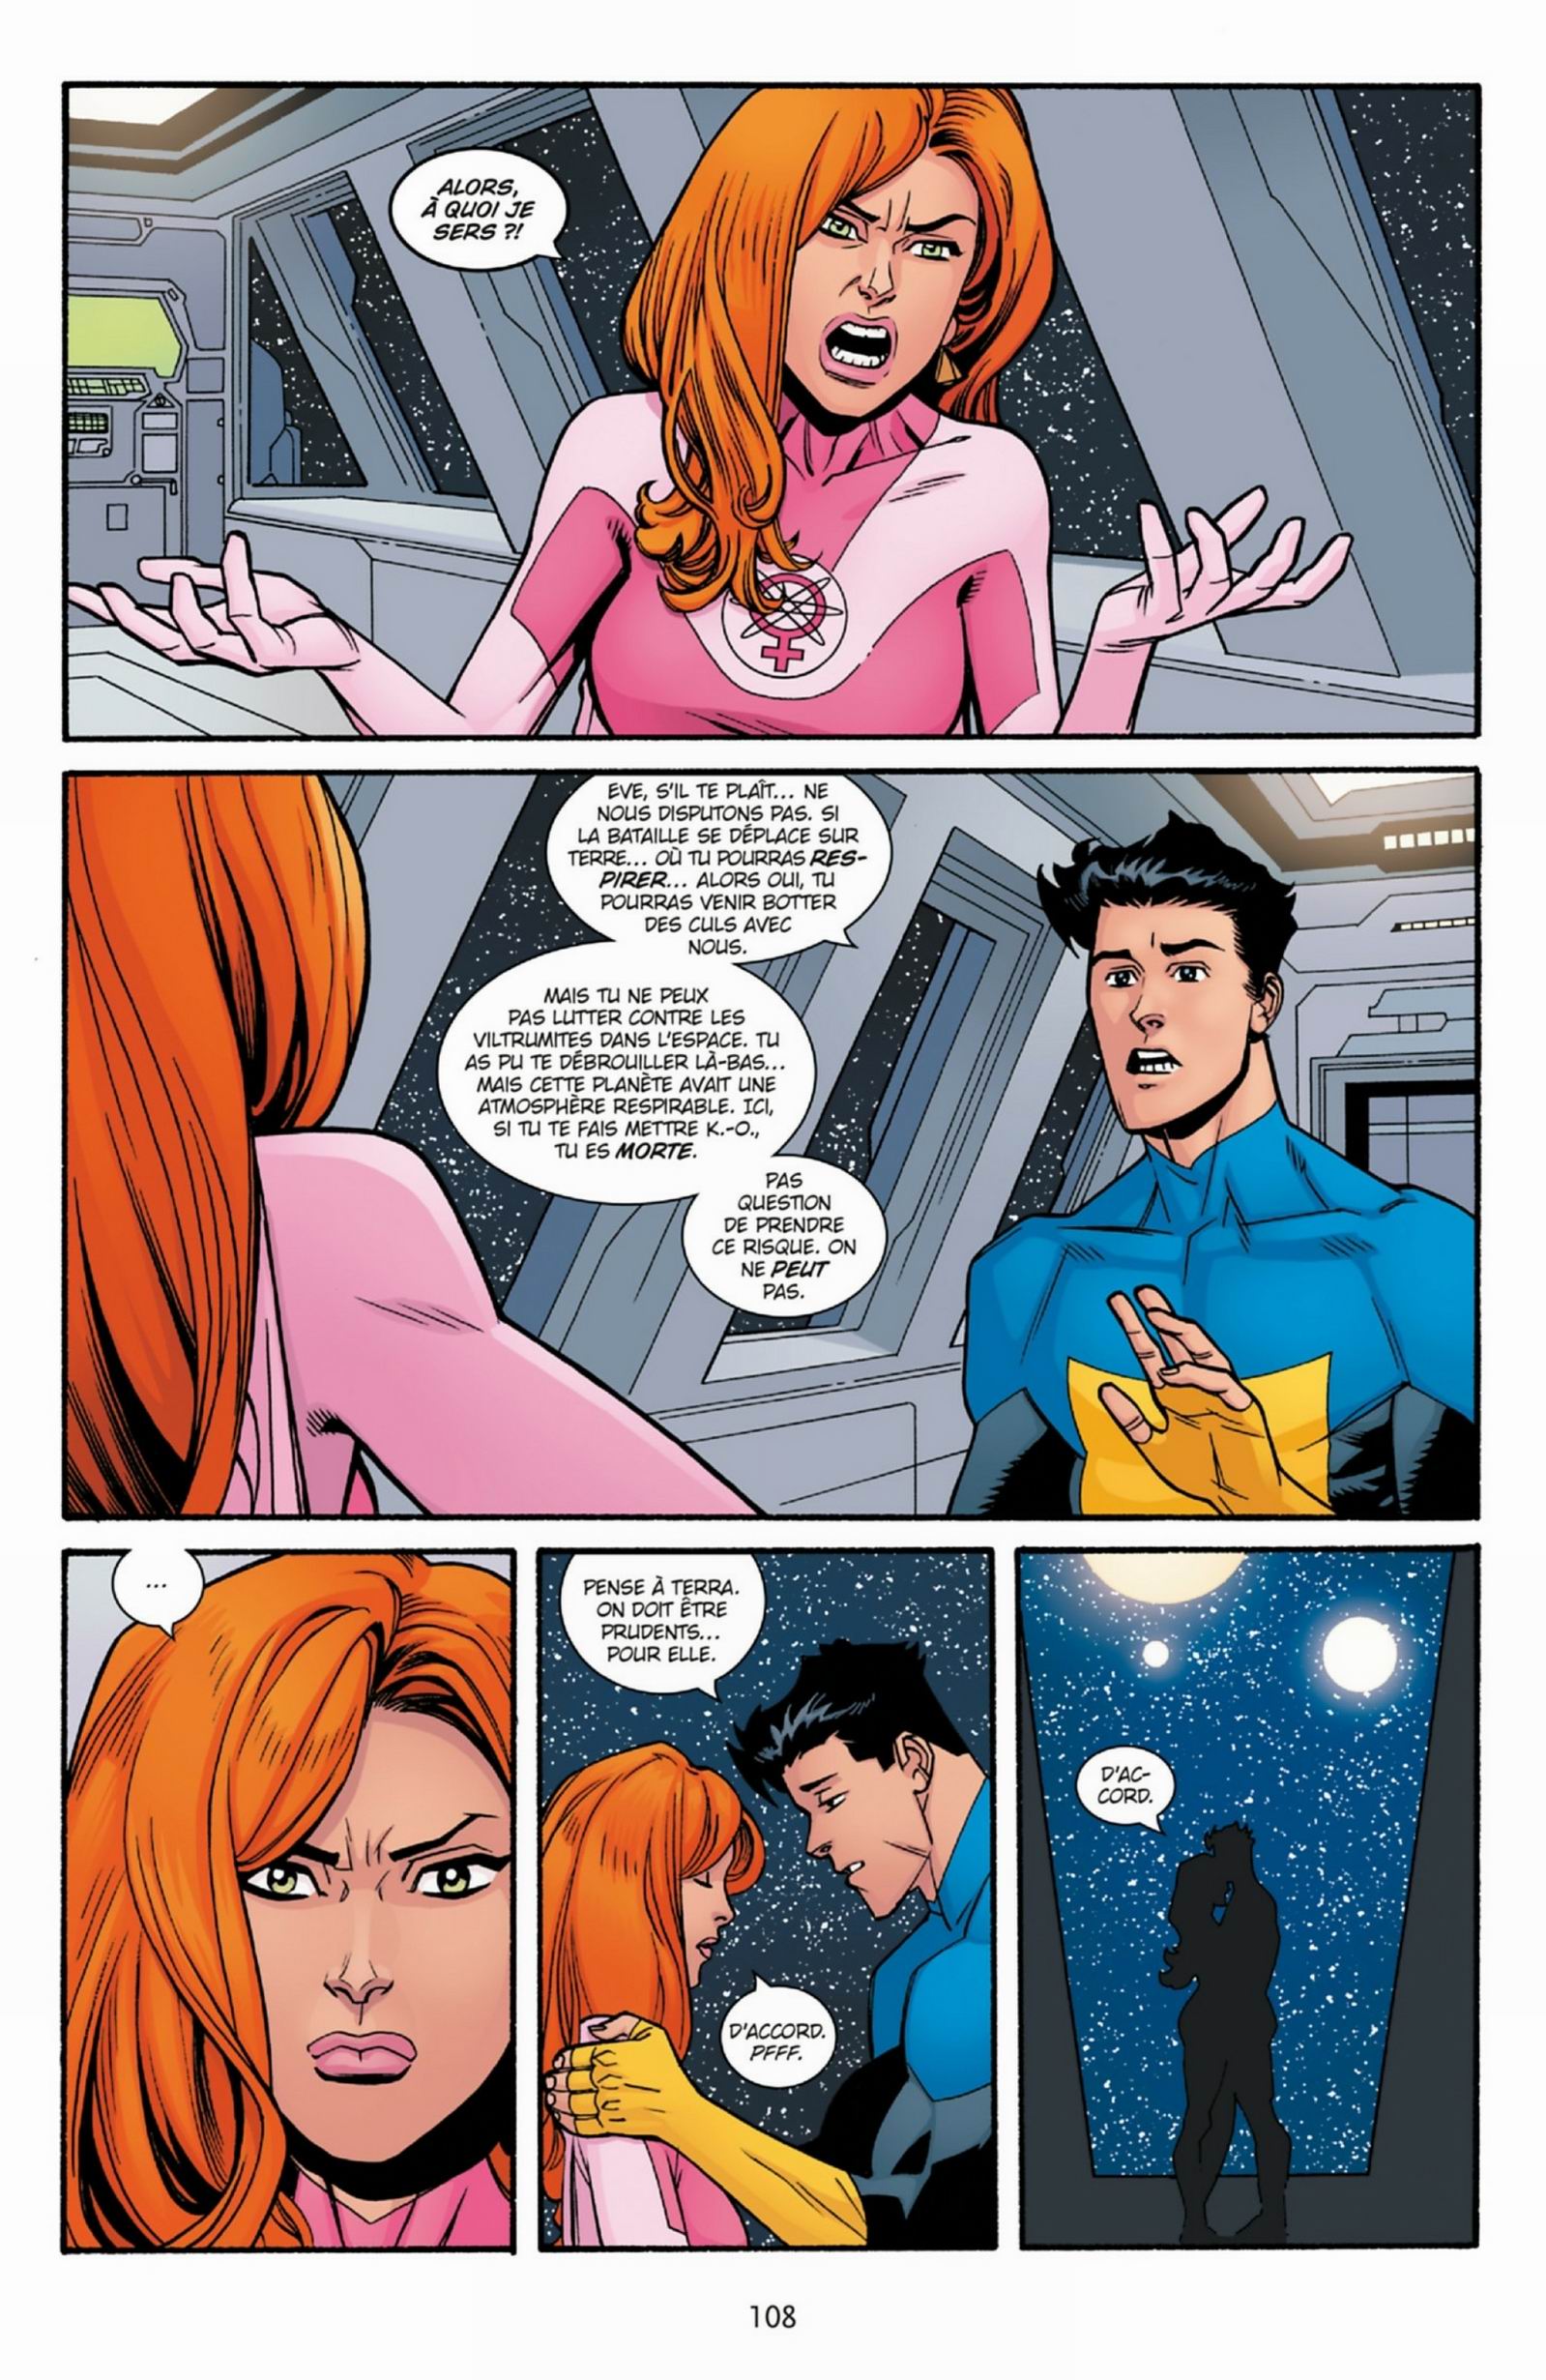 ALORS,
À QUOI JE
SERS ?!
EVE, S'IL TE PLAÎT... NE
NOUS DISPUTONS PAS. SI
LA BATAILLE SE DÉPLACE SUR
TERRE... OÙ TU POURRAS RES-
PIRER... ALORS OUI, TU
POURRAS VENIR BOTTER
DES CULS AVEC
NOUS.
MAIS TU NE PEUX
PAS LUTTER CONTRE LES
VILTRUMITES DANS L'ESPACE. TU
AS PU TE DÉBROUILLER LÀ-BAS...
MAIS CETTE PLANÈTE AVAIT UNE
ATMOSPHÈRE RESPIRABLE. ICI,
SI TU TE FAIS METTRE K.-O.,
TU ES MORTE.
PAS
QUESTION
DE PRENDRE
CE RISQUE. ON
NE PEUT
PAS.
...
PENSE À TERRA.
ON DOIT ÊTRE
PRUDENTS...
POUR ELLE.
D'ACCORD.
PFFF.
D'AC-
CORD.
108